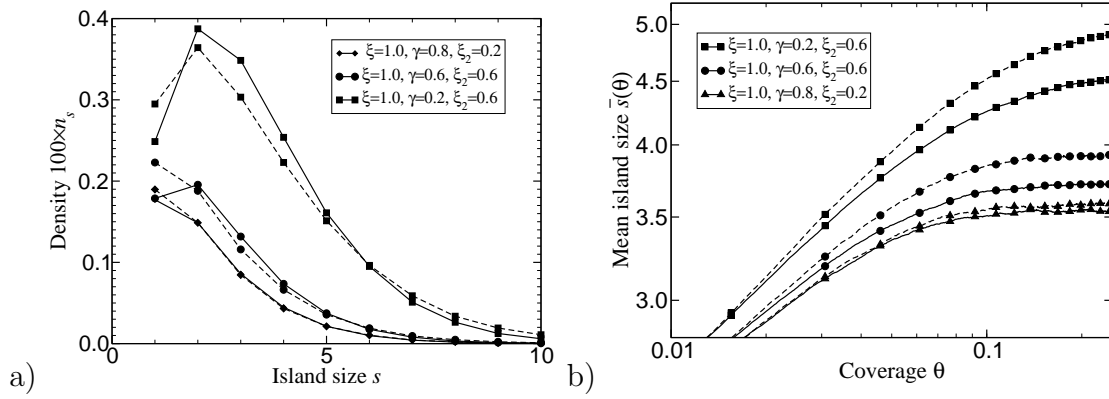 0.4
0.3
0.2
0.1
0.0
0
5
10
Density 100×n_s
Island size s
ξ=1.0, γ=0.8, ξ₂=0.2
ξ=1.0, γ=0.6, ξ₂=0.6
ξ=1.0, γ=0.2, ξ₂=0.6
a)
5.0
4.5
4.0
3.5
3.0
0.01
0.1
Mean island size s̄(θ)
Coverage θ
ξ=1.0, γ=0.2, ξ₂=0.6
ξ=1.0, γ=0.6, ξ₂=0.6
ξ=1.0, γ=0.8, ξ₂=0.2
b)